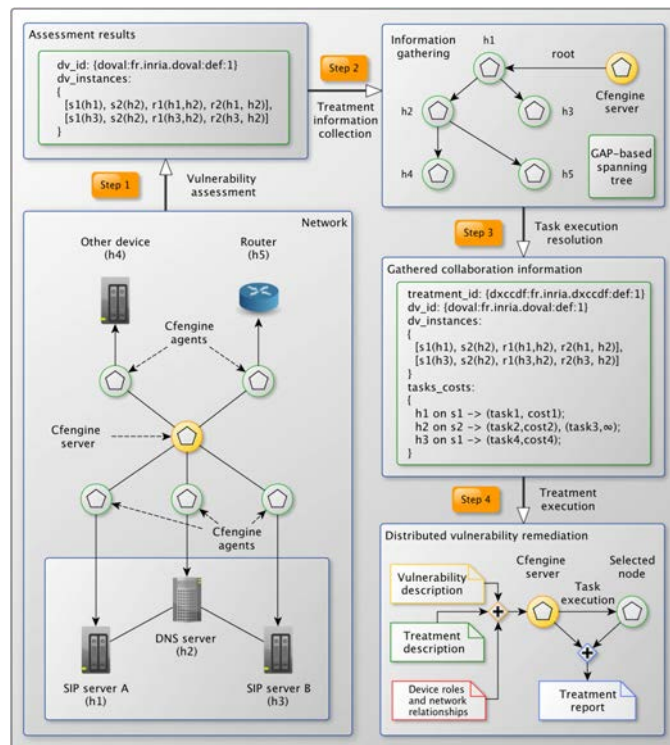 Assessment results
dv_id: {doval:fr.inria.doval:def:1}
dv_instances:
{
[s1(h1), s2(h2), r1(h1,h2), r2(h1, h2)],
[s1(h3), s2(h2), r1(h3,h2), r2(h3, h2)]
}
Step 2
Treatment
information
collection
Information
gathering
h1
root
Cfengine
server
h2
h3
h4
h5
GAP-based
spanning
tree
Step 1
Vulnerability
assessment
Step 3
Task execution
resolution
Network
Other device
(h4)
Router
(h5)
Cfengine
agents
Cfengine
server
Cfengine
agents
DNS server
(h2)
SIP server A
(h1)
SIP server B
(h3)
Gathered collaboration information
treatment_id: {dxccdf:fr.inria.dxccdf:def:1}
dv_id: {doval:fr.inria.doval:def:1}
dv_instances:
{
[s1(h1), s2(h2), r1(h1,h2), r2(h1, h2)],
[s1(h3), s2(h2), r1(h3,h2), r2(h3, h2)]
}
tasks_costs:
{
h1 on s1 -> (task1, cost1);
h2 on s2 -> (task2,cost2), (task3,∞);
h3 on s1 -> (task4,cost4);
}
Step 4
Treatment
execution
Distributed vulnerability remediation
Vulnerability
description
Treatment
description
Device roles
and network
relationships
Cfengine
server
Selected
node
Task
execution
Treatment
report